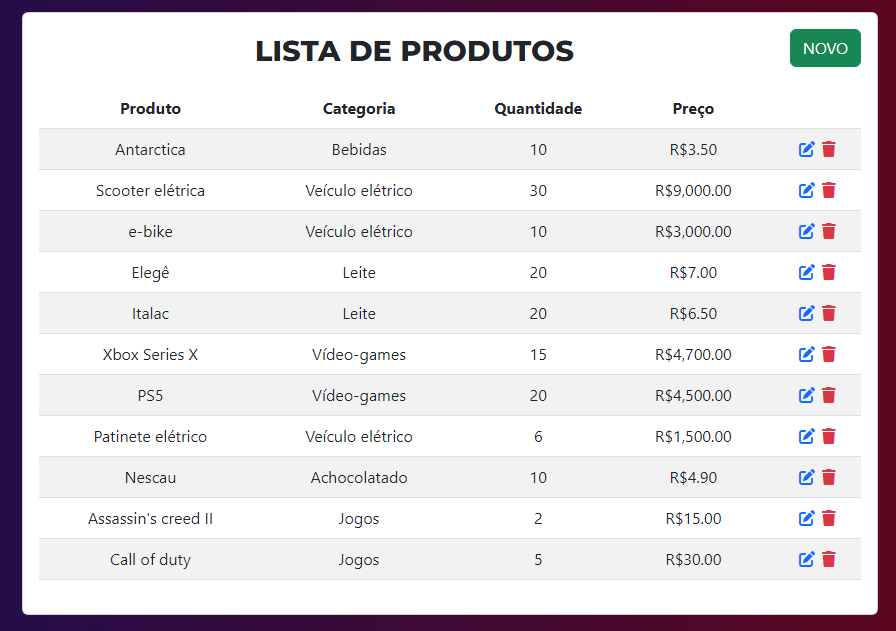 LISTA DE PRODUTOS NOVO
Produto Categoria Quantidade Preço
Antarctica Bebidas 10 R$3.50
Scooter elétrica Veículo elétrico 30 R$9,000.00
e-bike Veículo elétrico 10 R$3,000.00
Elegê Leite 20 R$7.00
Italac Leite 20 R$6.50
Xbox Series X Vídeo-games 15 R$4,700.00
PS5 Vídeo-games 20 R$4,500.00
Patinete elétrico Veículo elétrico 6 R$1,500.00
Nescau Achocolatado 10 R$4.90
Assassin's creed II Jogos 2 R$15.00
Call of duty Jogos 5 R$30.00